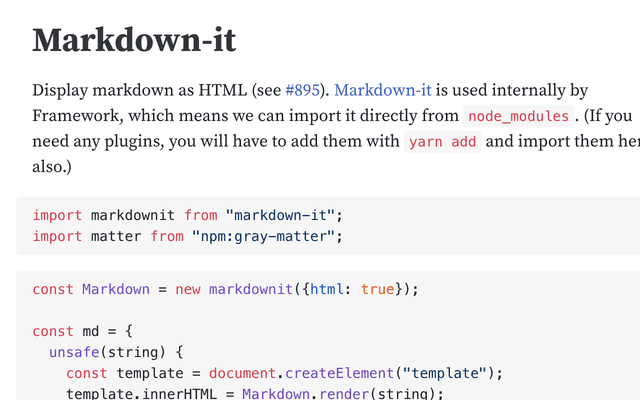 Markdown-it
Display markdown as HTML (see #895). Markdown-it is used internally by
Framework, which means we can import it directly from node_modules . (If you
need any plugins, you will have to add them with yarn add and import them her
also.)
import markdownit from "markdown-it";
import matter from "npm:gray-matter";
const Markdown = new markdownit({html: true});
const md = {
  unsafe(string) {
    const template = document.createElement("template");
    template.innerHTML = Markdown.render(string);